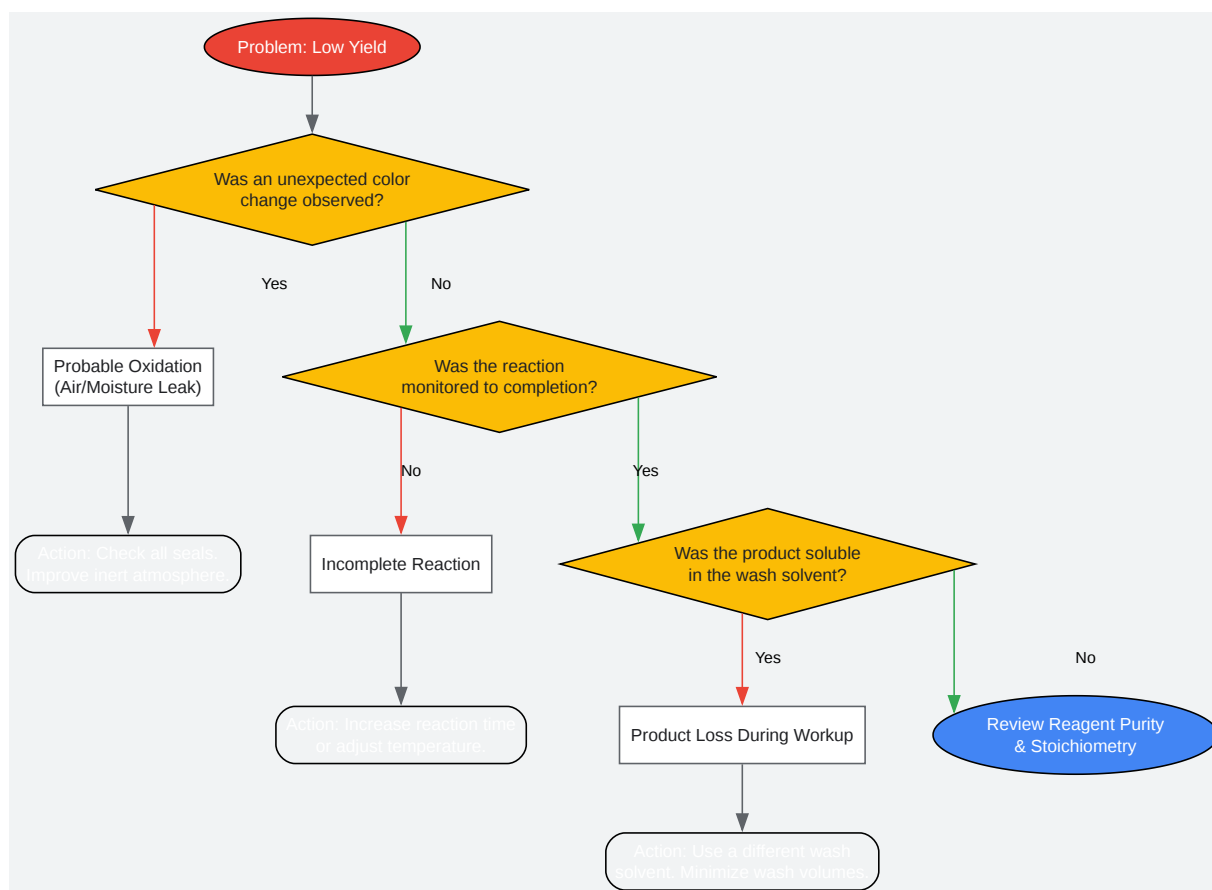 Problem: Low Yield
Was an unexpected color
change observed?
Yes
No
Probable Oxidation
(Air/Moisture Leak)
Was the reaction
monitored to completion?
No
Yes
Action: Check all seals.
Improve inert atmosphere.
Incomplete Reaction
Was the product soluble
in the wash solvent?
Yes
No
Action: Increase reaction time
or adjust temperature.
Product Loss During Workup
Review Reagent Purity
& Stoichiometry
Action: Use a different wash
solvent. Minimize wash volumes.